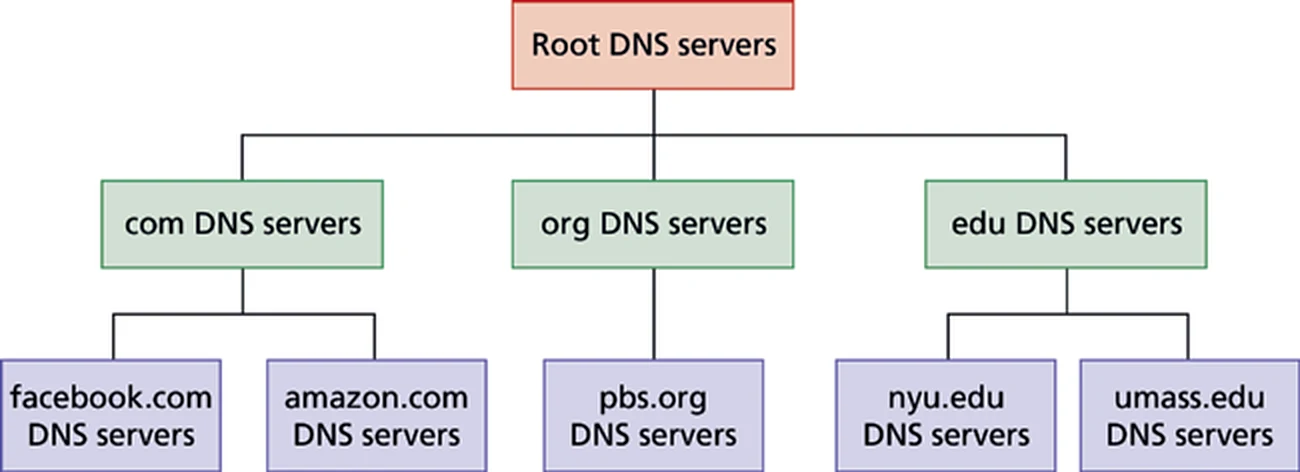 Root DNS servers
com DNS servers
org DNS servers
edu DNS servers
facebook.com
DNS servers
amazon.com
DNS servers
pbs.org
DNS servers
nyu.edu
DNS servers
umass.edu
DNS servers